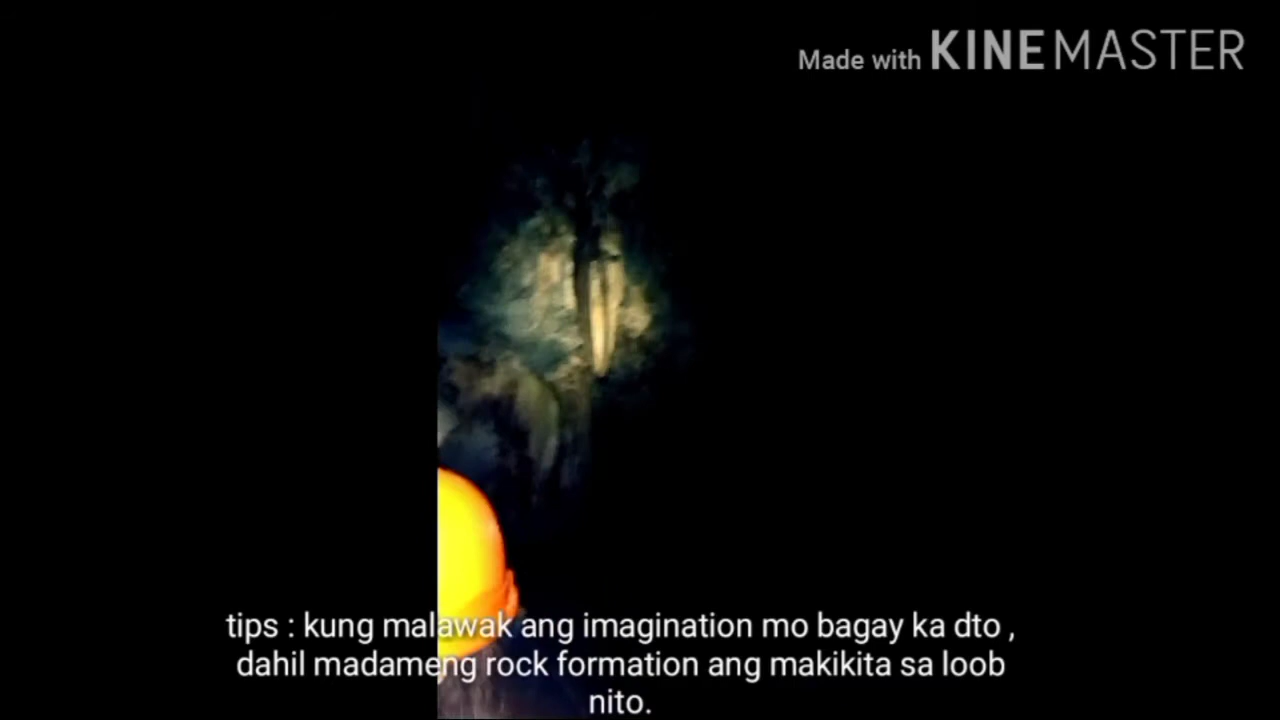 Made with KINEMASTER
tips : kung malawak ang imagination mo bagay ka dto ,
dahil madameng rock formation ang makikita sa loob
nito.